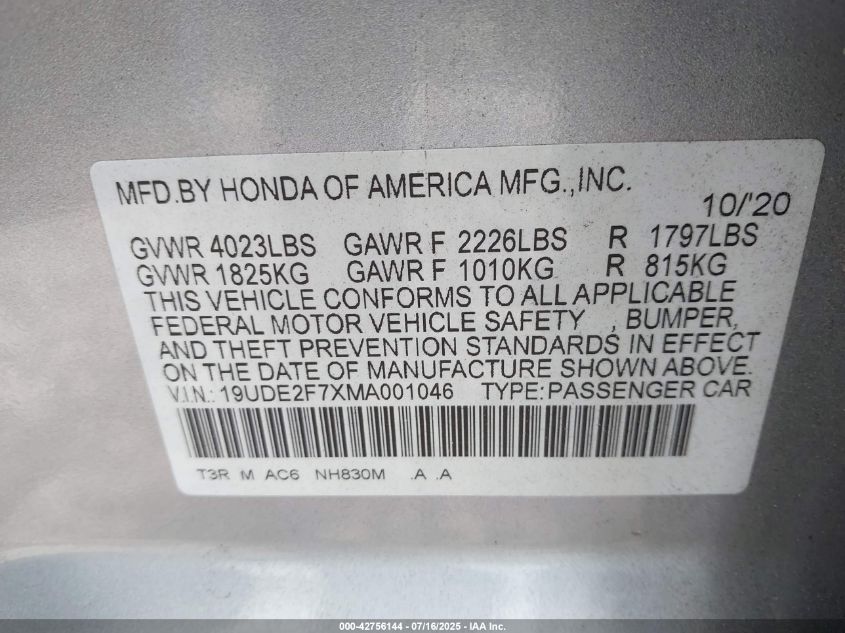 MFD.BY HONDA OF AMERICA MFG.,INC.
10/'20
GVWR 4023LBS GAWR F 2226LBS R 1797LBS
GVWR 1825KG GAWR F 1010KG R 815KG
THIS VEHICLE CONFORMS TO ALL APPLICABLE
FEDERAL MOTOR VEHICLE SAFETY , BUMPER,
AND THEFT PREVENTION STANDARDS IN EFFECT
ON THE DATE OF MANUFACTURE SHOWN ABOVE.
V.I.N.: 19UDE2F7XMA001046 TYPE:PASSENGER CAR
T3R M AC6 NH830M .A .A
000-42756144 - 07/16/2025 - IAA Inc.